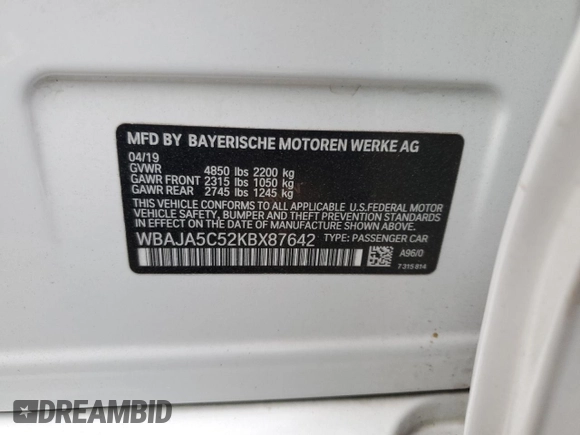 MFD BY BAYERISCHE MOTOREN WERKE AG
04/19
GVWR 4850 lbs 2200 kg
GAWR FRONT 2315 lbs 1050 kg
GAWR REAR 2745 lbs 1245 kg
THIS VEHICLE CONFORMS TO ALL APPLICABLE U.S.FEDERAL MOTOR
VEHICLE SAFETY, BUMPER AND THEFT PREVENTION STANDARDS
IN EFFECT ON THE DATE OF MANUFACTURE SHOWN ABOVE.
WBAJA5C52KBX87642 TYPE: PASSENGER CAR
A96/0
7 315 814
DREAMBID